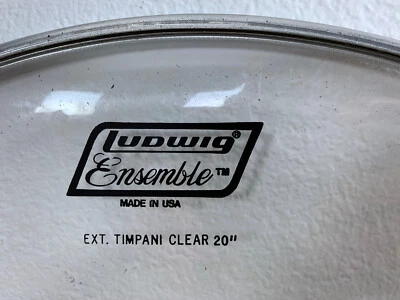 LUDWIG®
Ensemble™
MADE IN USA
EXT. TIMPANI CLEAR 20"